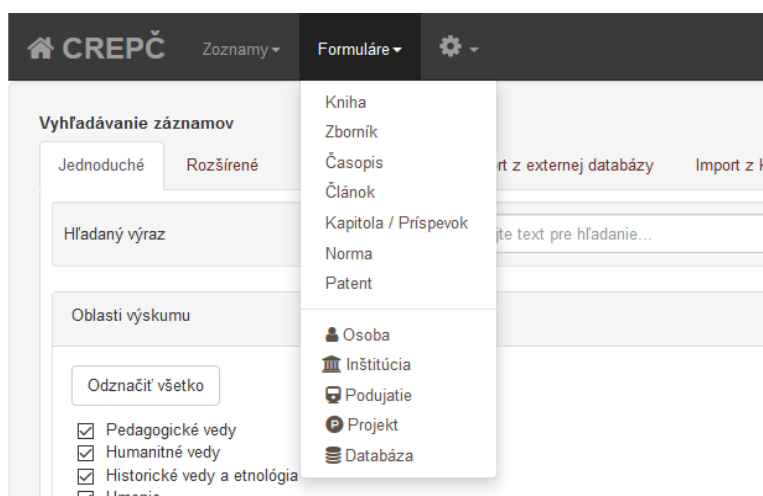 CREPČ Zoznamy Formuláre
Kniha
Zborník
Časopis
Článok
Kapitola / Príspevok
Norma
Patent
Osoba
Inštitúcia
Podujatie
Projekt
Databáza
Vyhľadávanie záznamov
Jednoduché Rozšírené z externej databázy Import z
Hľadaný výraz text pre hľadanie...
Oblasti výskumu
Odznačiť všetko
Pedagogické vedy
Humanitné vedy
Historické vedy a etnológia